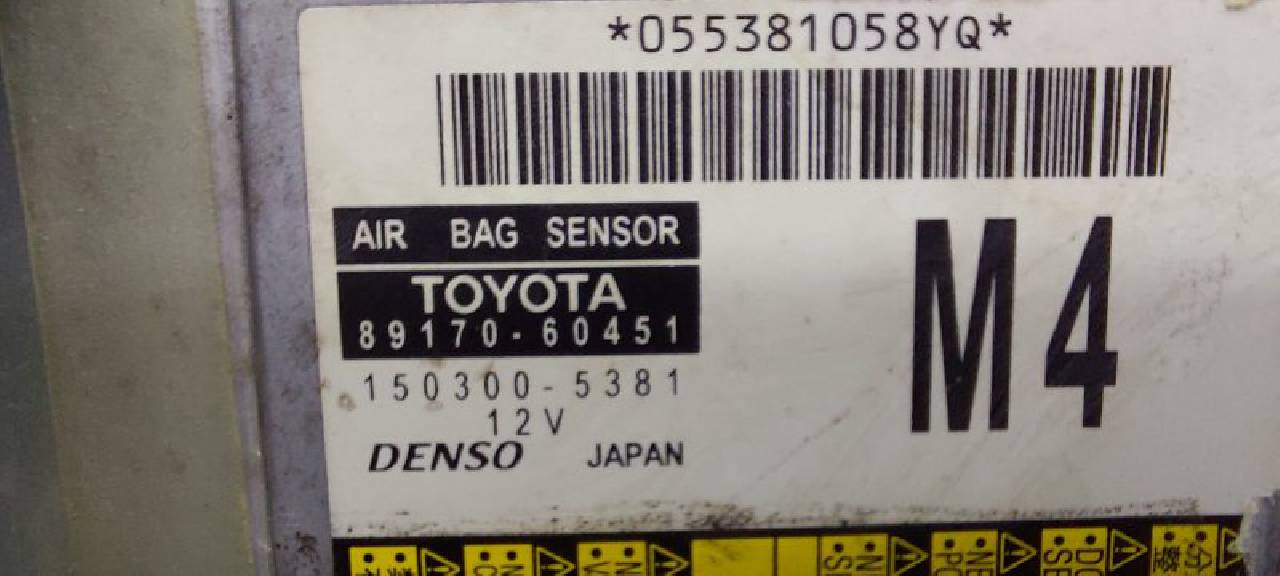 *055381058YQ*
AIR BAG SENSOR
TOYOTA
89170-60451
150300-5381
12V
DENSO JAPAN
M4